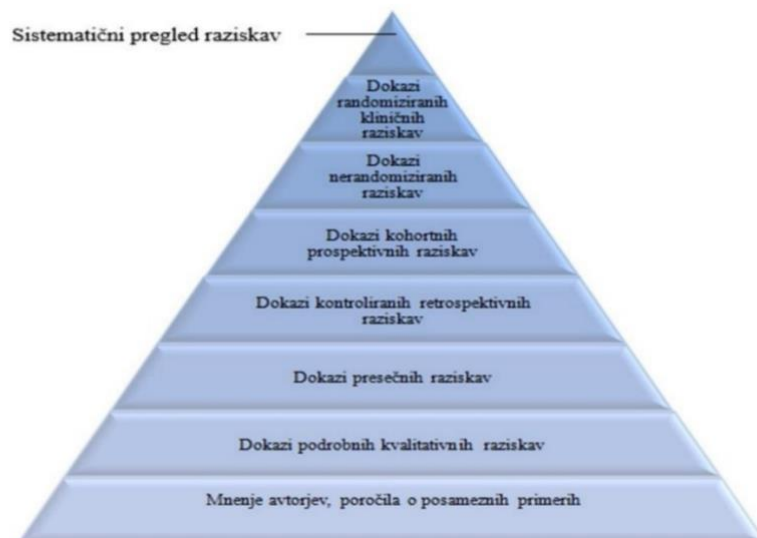 Sistematični pregled raziskav
Dokazi
randomiziranih
kliničnih
raziskav
Dokazi
nerandomiziranih
raziskav
Dokazi kohortnih
prospektivnih raziskav
Dokazi kontroliranih retrospektivnih
raziskav
Dokazi presečnih raziskav
Dokazi podrobnih kvalitativnih raziskav
Mnenje avtorjev, poročila o posameznih primerih